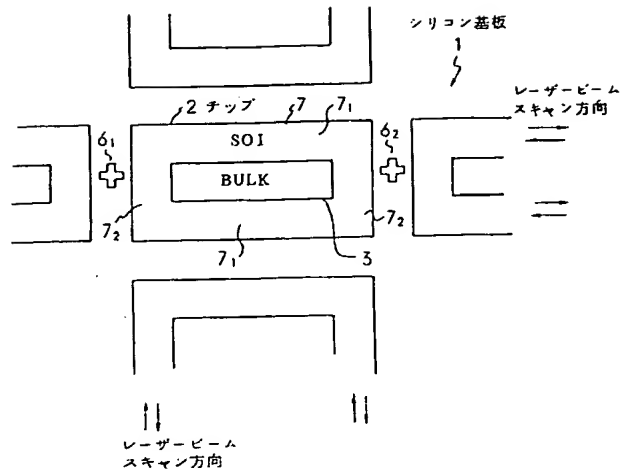 シリコン基板
1
レーザービーム
スキャン方向
2 チップ 7 7₁
6₁ SOI 6₂
BULK
7₂ 7₂
7₁ 3
レーザービーム
スキャン方向